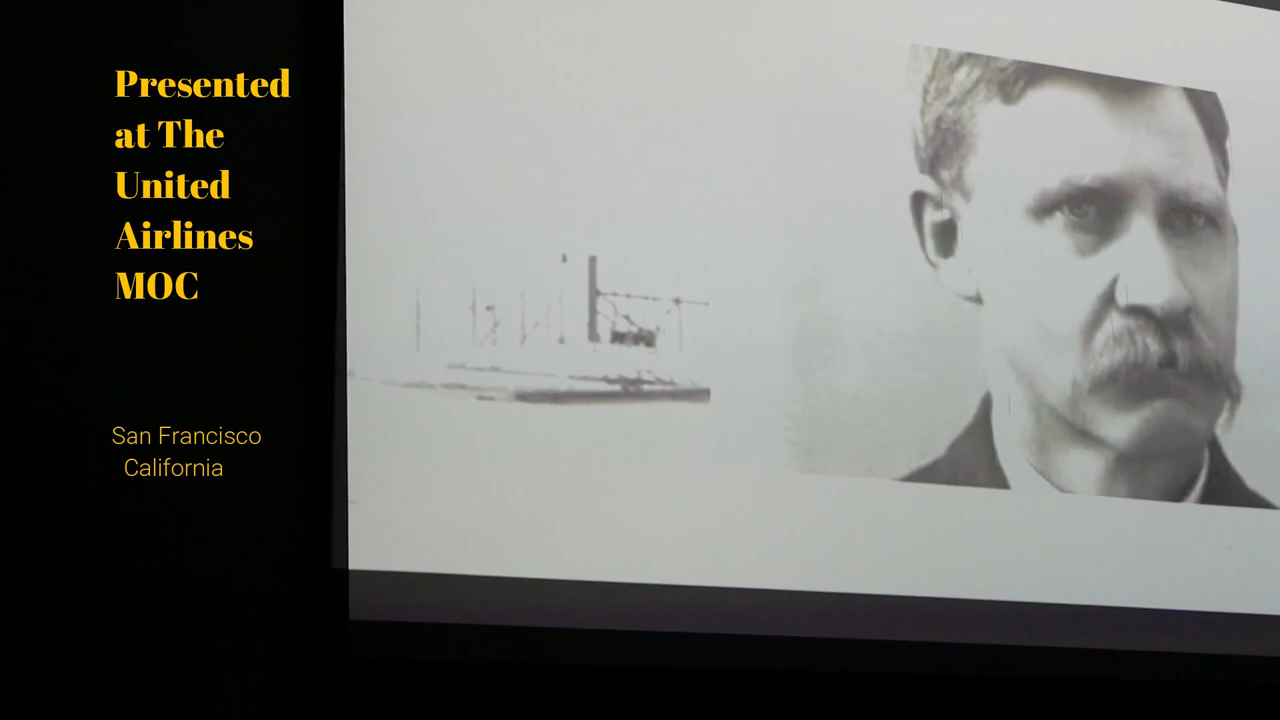 Presented
at The
United
Airlines
MOC
San Francisco
California